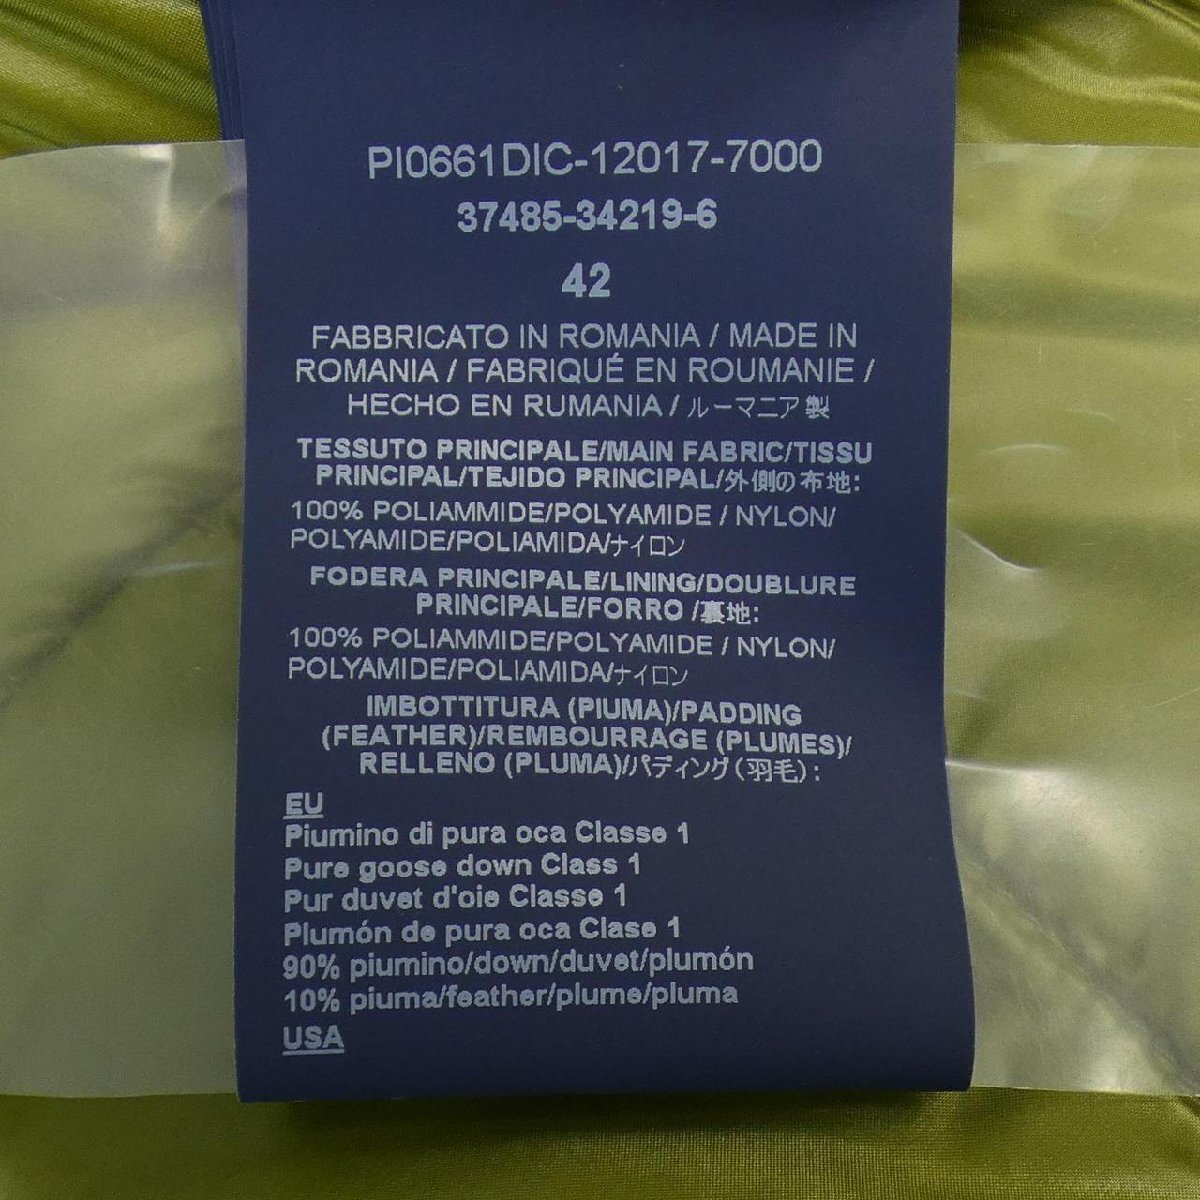 PI0661DIC-12017-7000
37485-34219-6
42
FABBRICATO IN ROMANIA / MADE IN
ROMANIA / FABRIQUÉ EN ROUMANIE /
HECHO EN RUMANIA / ルーマニア製
TESSUTO PRINCIPALE/MAIN FABRIC/TISSU
PRINCIPAL/TEJIDO PRINCIPAL/外側の布地:
100% POLIAMMIDE/POLYAMIDE / NYLON/
POLYAMIDE/POLIAMIDA/ナイロン
FODERA PRINCIPALE/LINING/DOUBLURE
PRINCIPALE/FORRO /裏地:
100% POLIAMMIDE/POLYAMIDE / NYLON/
POLYAMIDE/POLIAMIDA/ナイロン
IMBOTTITURA (PIUMA)/PADDING
(FEATHER)/REMBOURRAGE (PLUMES)/
RELLENO (PLUMA)/パディング(羽毛):
EU
Piumino di pura oca Classe 1
Pure goose down Class 1
Pur duvet d'oie Classe 1
Plumón de pura oca Clase 1
90% piumino/down/duvet/plumón
10% piuma/feather/plume/pluma
USA